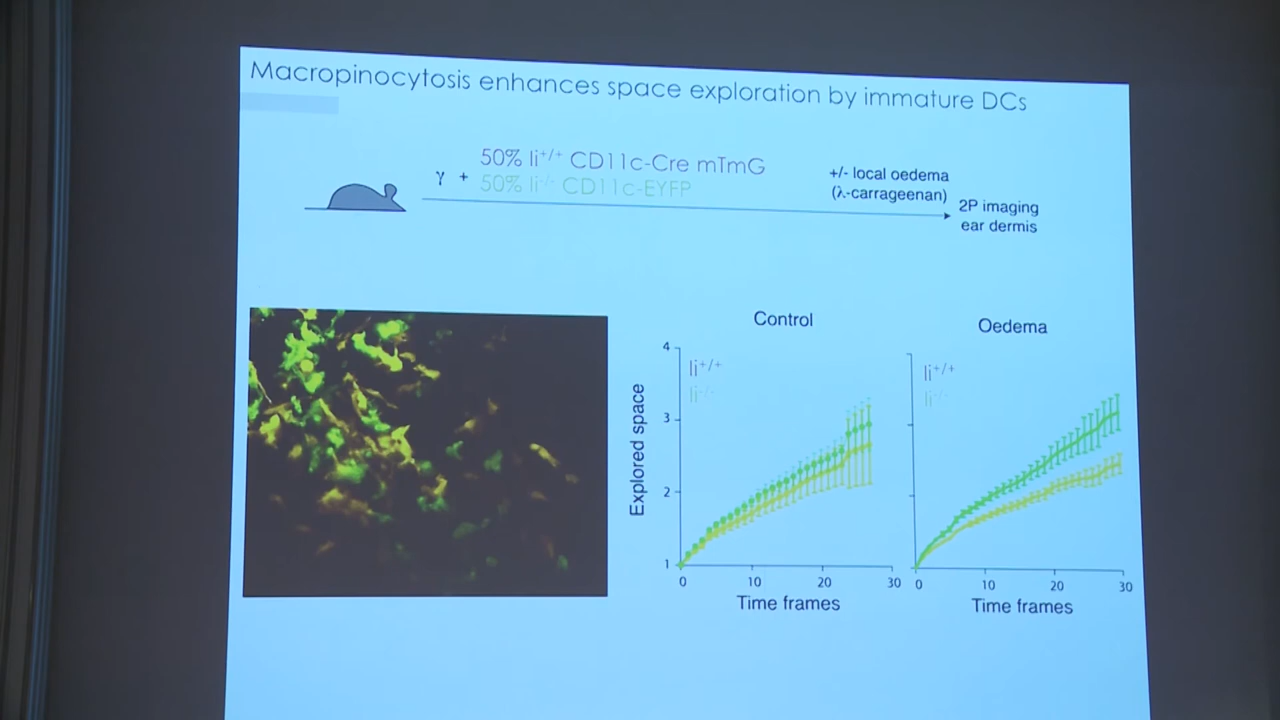 Macropinocytosis enhances space exploration by immature DCs
γ + 50% Ii+/+ CD11c-Cre mTmG
50% Ii-/- CD11c-EYFP
+/- local oedema
(λ-carrageenan)
2P imaging
ear dermis
Control
Oedema
Explored space
4
3
2
1
Ii+/+
Ii-/-
0 10 20 30
Time frames
Ii+/+
Ii-/-
0 10 20 30
Time frames